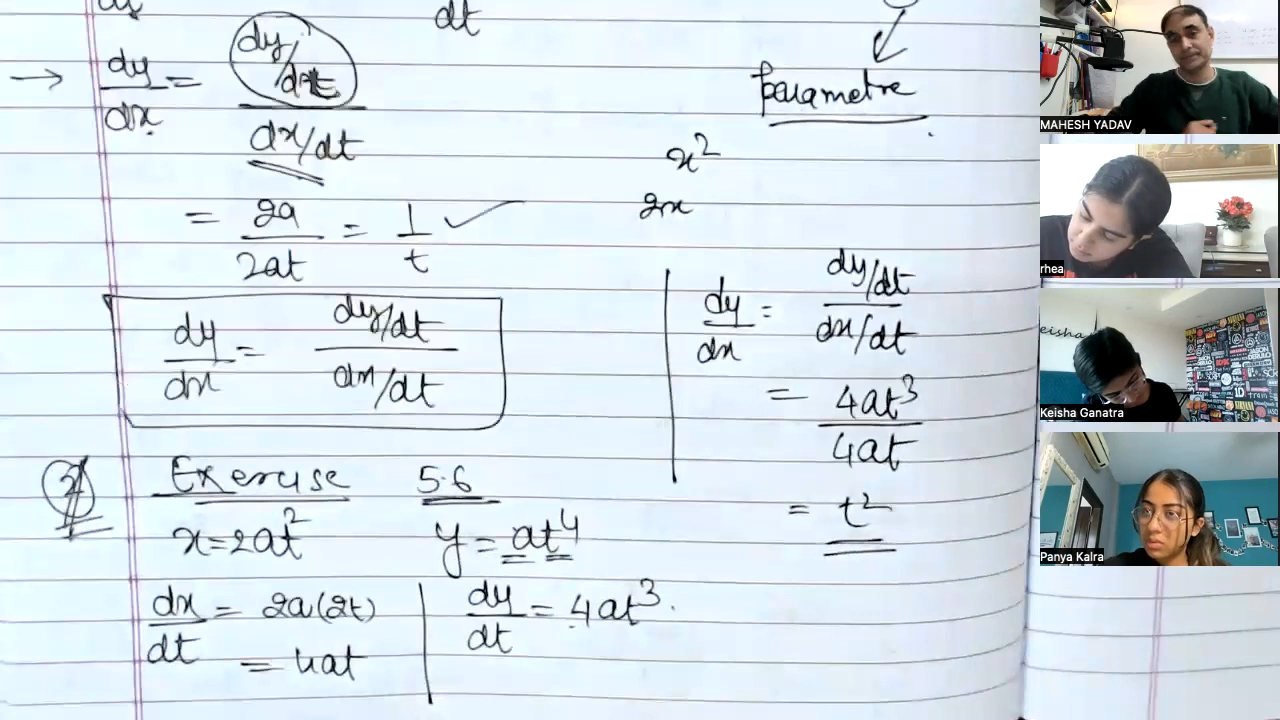 dt
→ dy/dx = (dy/dt)/(dx/dt)
parametre
x²
= 2a/2at = 1/t ✓
2x
dy/dx = (dy/dt)/(dx/dt)
Exercise 5.6
x=2at² y = at⁴
dx/dt = 2a(2t)
= 4at
dy/dt = 4at³.
dy/dx = (dy/dt)/(dx/dt)
= 4at³/4at
= t²
MAHESH YADAV
rhea
keisha
Keisha Ganatra
Panya Kalra